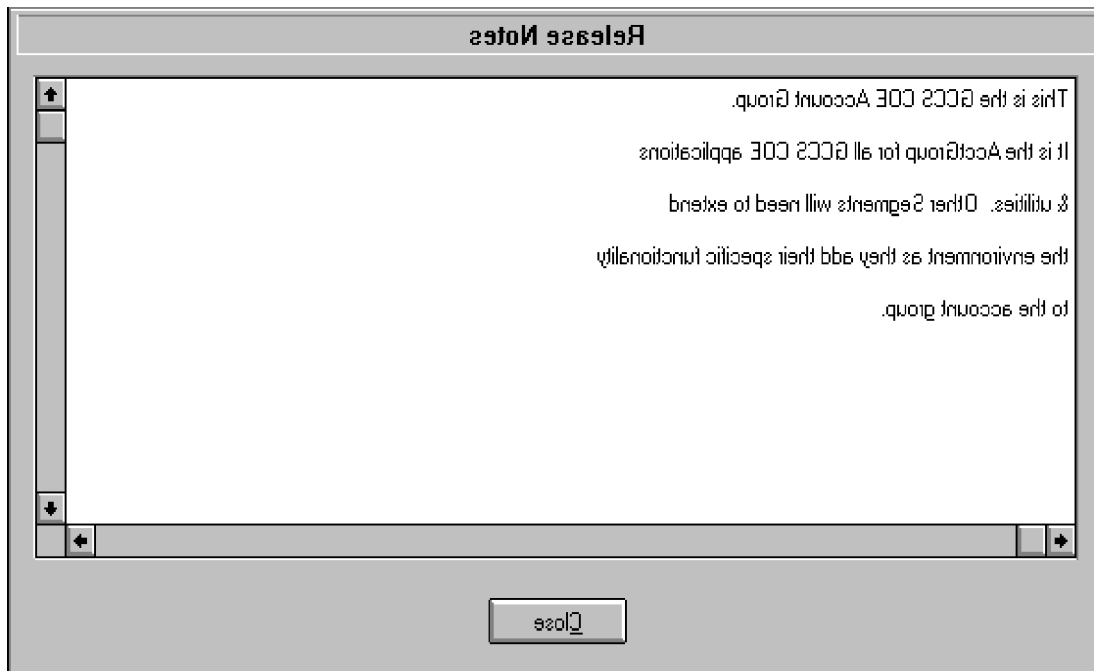 Release Notes
This is the GCCS COE Account Group.
It is the AcctGroup for all GCCS COE applications
& utilities.  Other Segments will need to extend
the environment as they add their specific functionality
to the account group.
Close